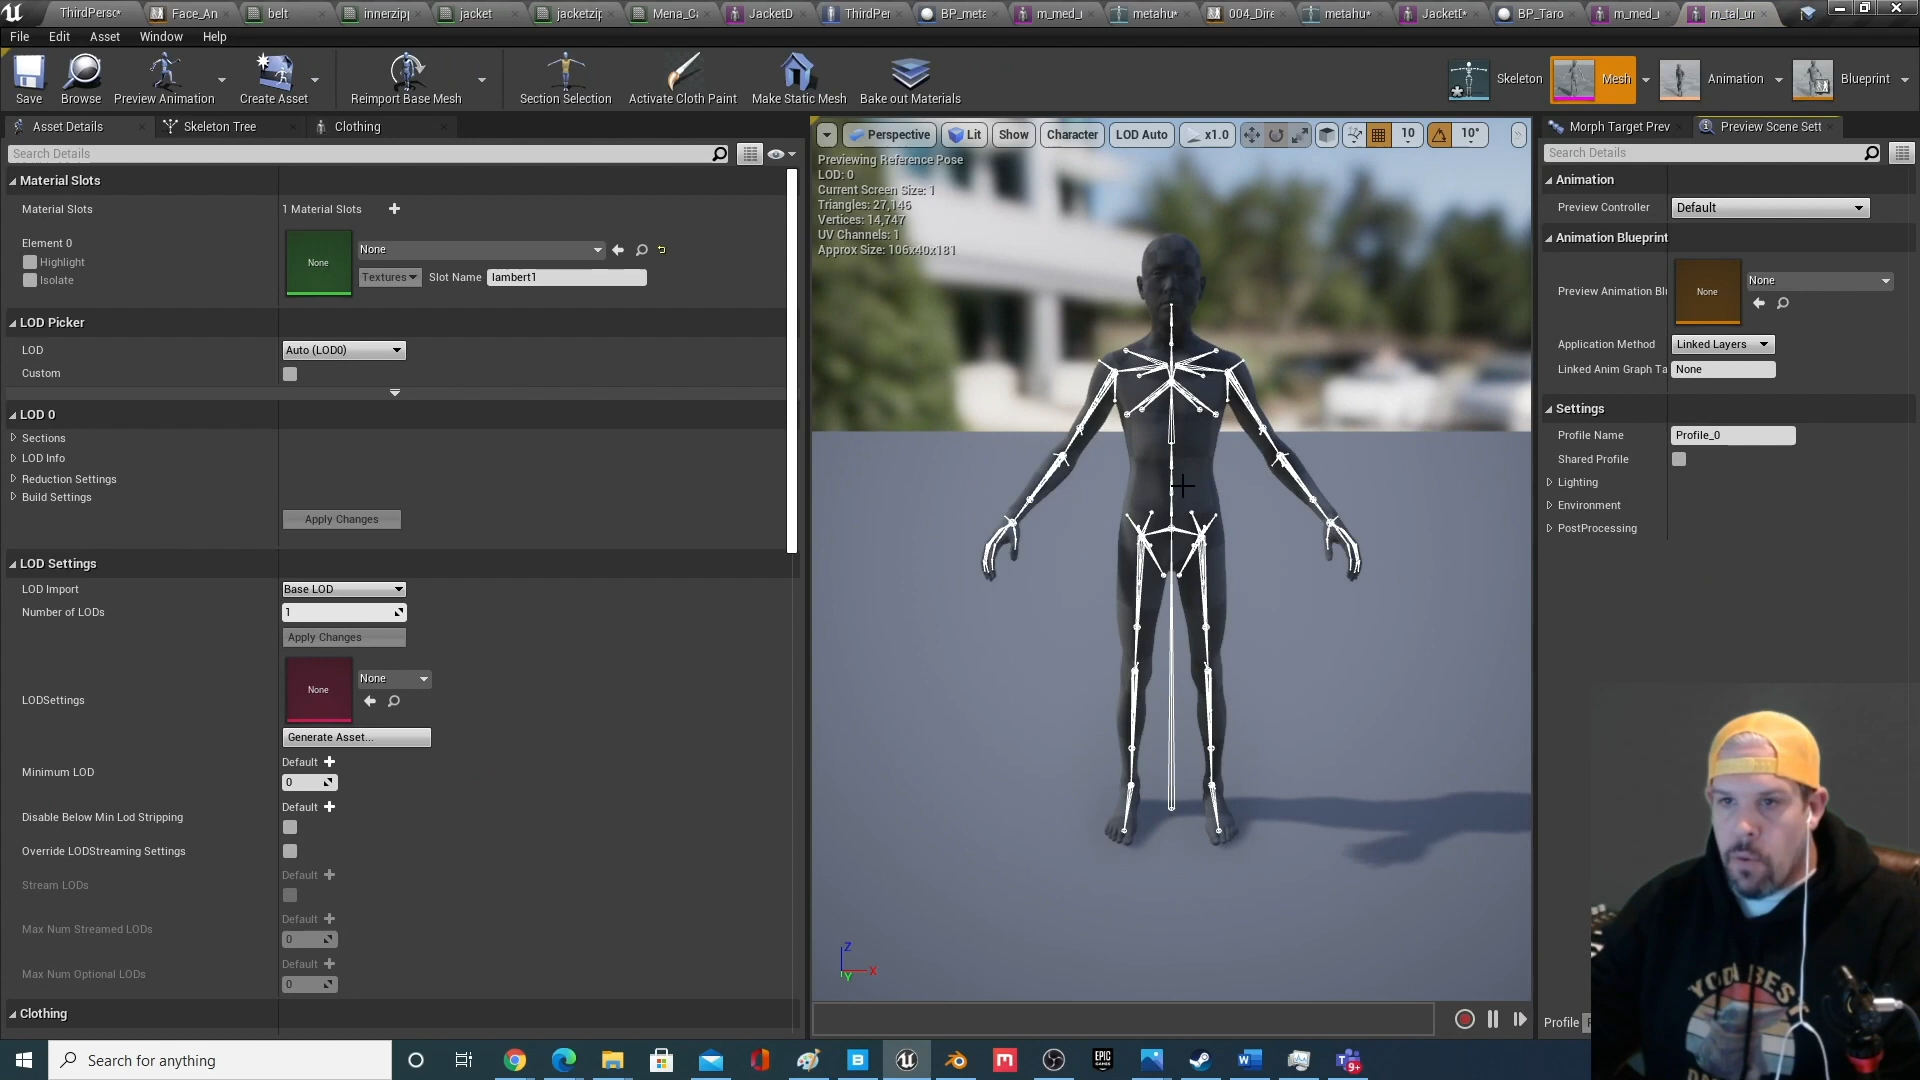 ThirdPersc
Face_An
belt
innerzip
jacket
jacketzip
Mena_C
JacketD
ThirdPer
BP_meta
m_med_
metahu
004_Dire
metahu
JacketD
BP_Taro
m_med_
m_tal_ur
File Edit Asset Window Help
Save Browse Preview Animation Create Asset Reimport Base Mesh Section Selection Activate Cloth Paint Make Static Mesh Bake out Materials Skeleton Mesh Animation Blueprint
Asset Details Skeleton Tree Clothing
Search Details
Material Slots
Material Slots 1 Material Slots
Element 0
Highlight
Isolate
None
None
Textures Slot Name lambert1
LOD Picker
LOD Auto (LOD0)
Custom
LOD 0
Sections
LOD Info
Reduction Settings
Build Settings
Apply Changes
LOD Settings
LOD Import Base LOD
Number of LODs 1
Apply Changes
LODSettings None None
Generate Asset...
Minimum LOD Default 0
Disable Below Min Lod Stripping Default
Override LODStreaming Settings
Stream LODs Default
Max Num Streamed LODs Default 0
Max Num Optional LODs Default 0
Clothing
Perspective Lit Show Character LOD Auto x1.0 10 10°
Previewing Reference Pose
LOD: 0
Current Screen Size: 1
Triangles: 27,146
Vertices: 14,747
UV Channels: 1
Approx Size: 106x40x181
Z
X
Y
Morph Target Prev Preview Scene Sett
Search Details
Animation
Preview Controller Default
Animation Blueprint
Preview Animation Bl None None
Application Method Linked Layers
Linked Anim Graph Ta None
Settings
Profile Name Profile_0
Shared Profile
Lighting
Environment
PostProcessing
Profile
YODA BEST
Search for anything
9+